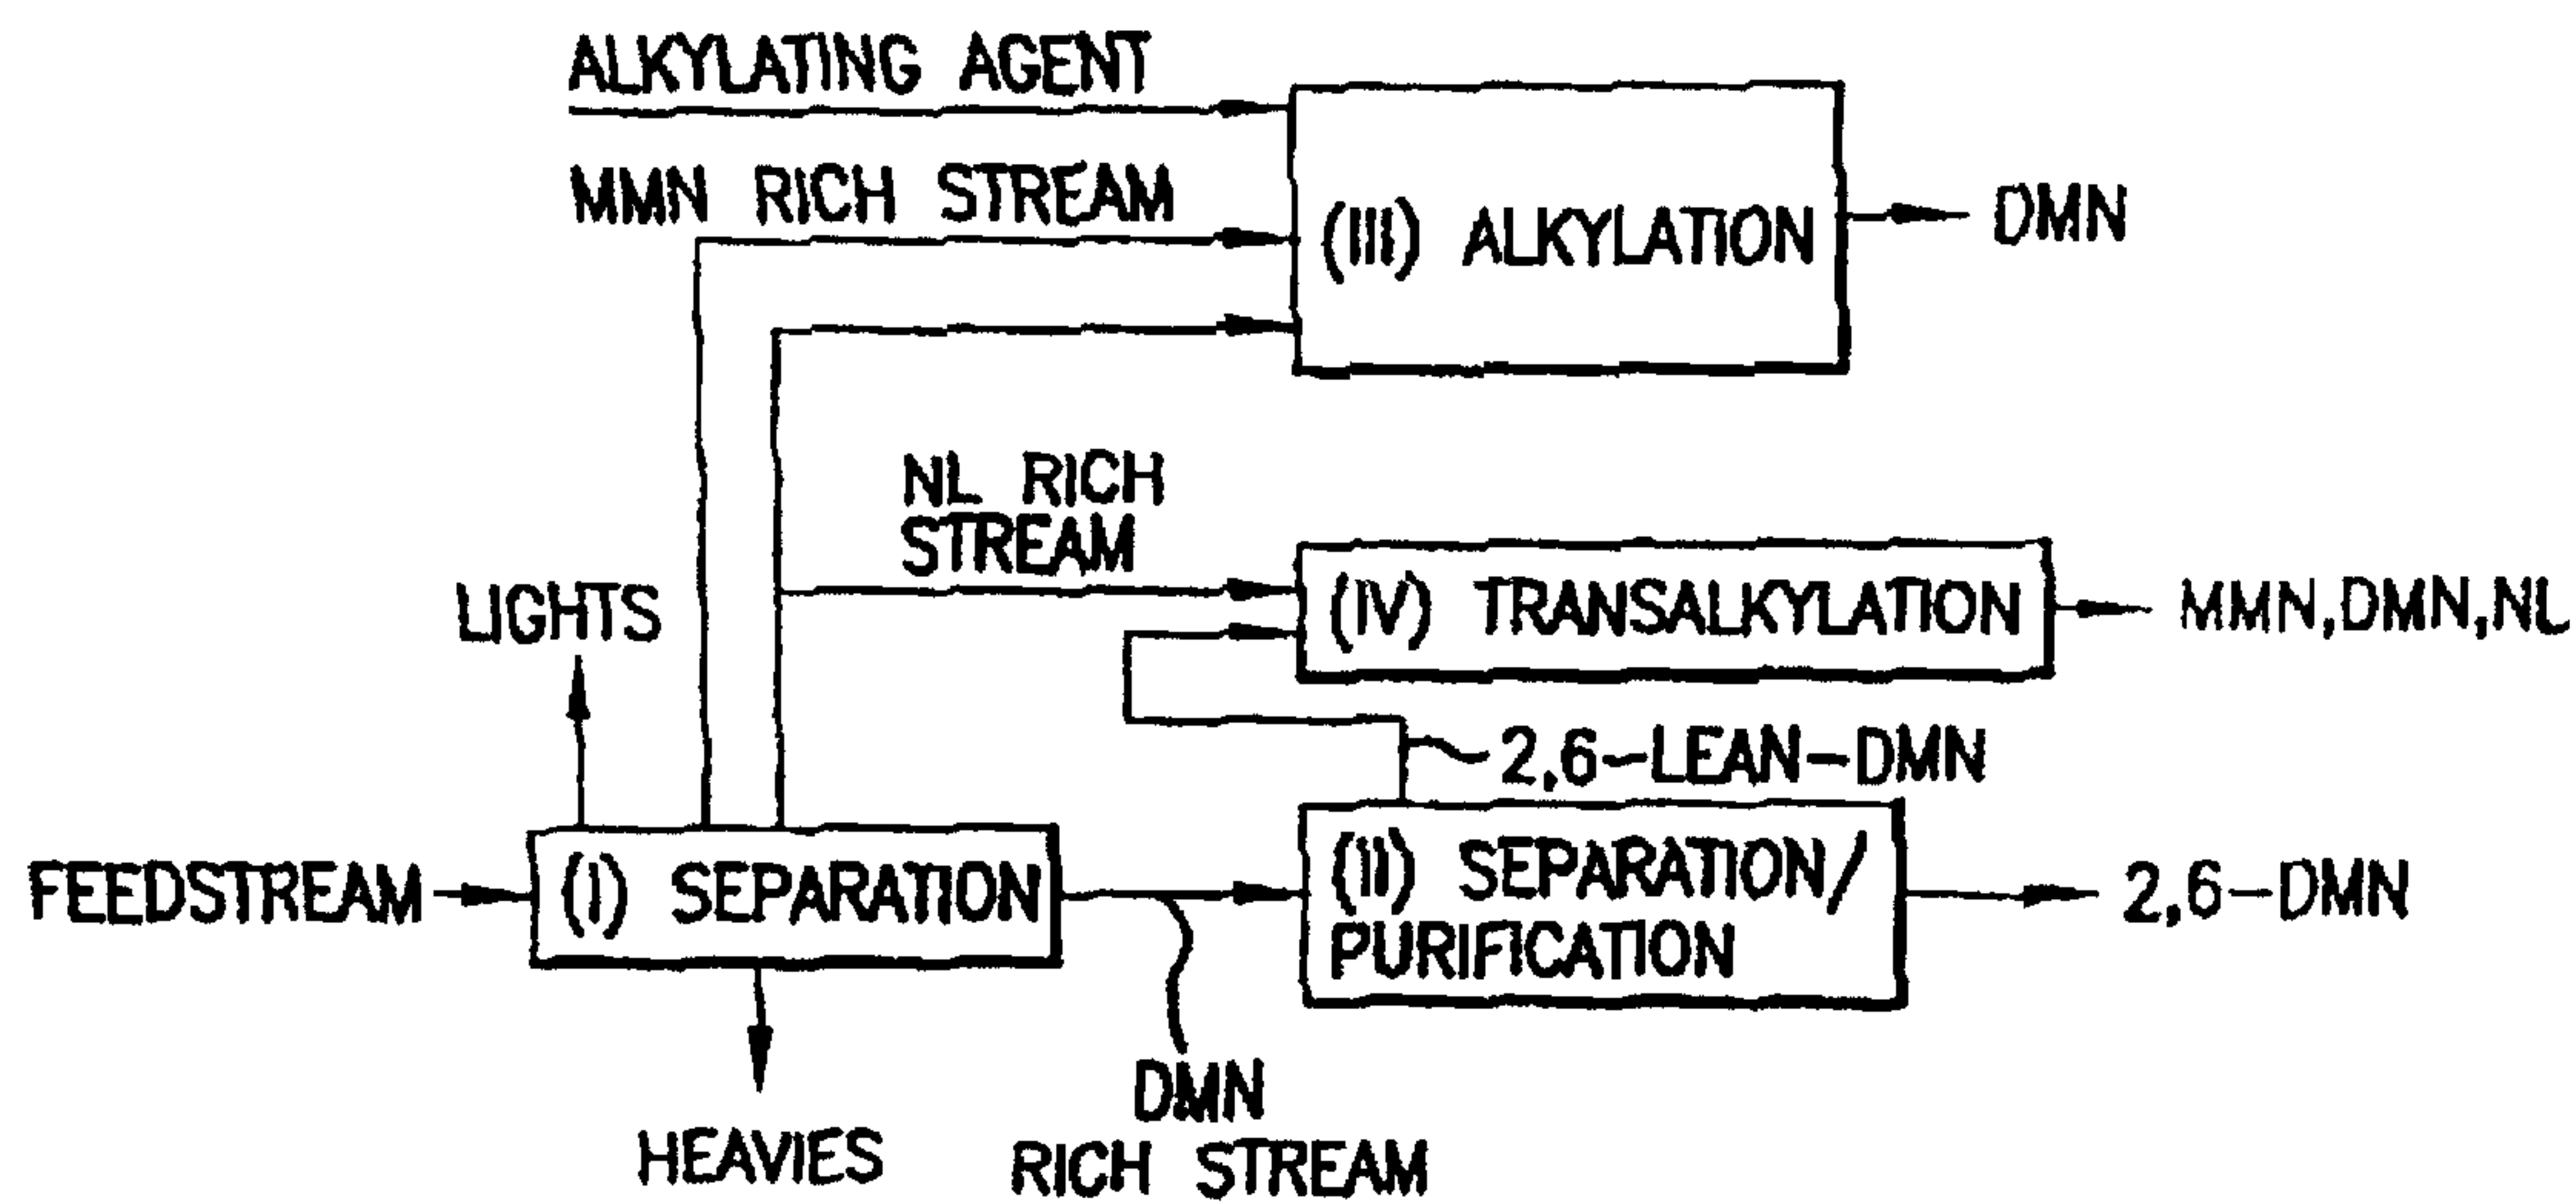 ALKYLATING AGENT
MMN RICH STREAM
(III) ALKYLATION
DMN
NL RICH
STREAM
LIGHTS
(IV) TRANSALKYLATION
MMN,DMN,NL
2,6-LEAN-DMN
FEEDSTREAM
(I) SEPARATION
(II) SEPARATION/
PURIFICATION
2,6-DMN
DMN
RICH STREAM
HEAVIES